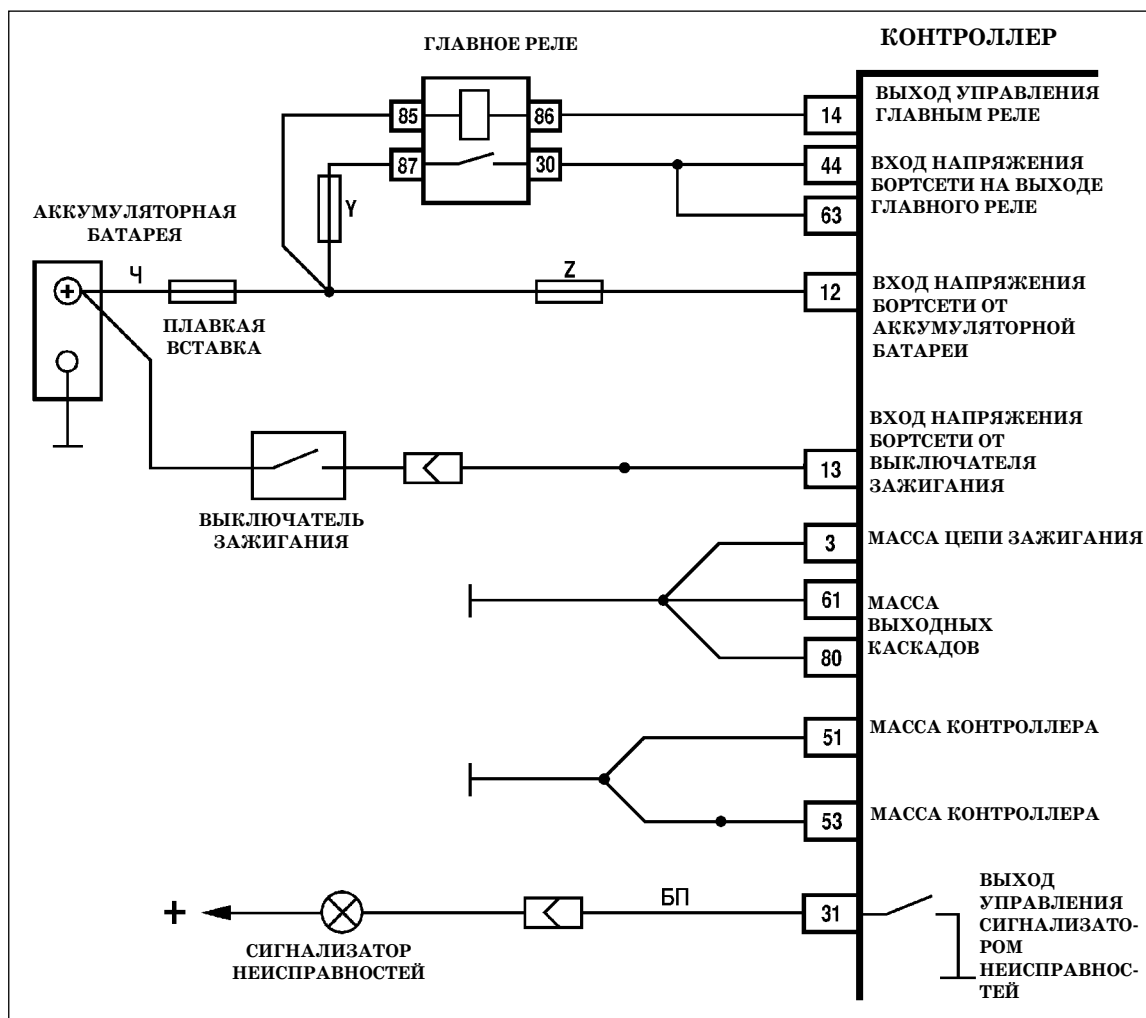 ГЛАВНОЕ РЕЛЕ
КОНТРОЛЛЕР
85
86
87
30
Y
14
ВЫХОД УПРАВЛЕНИЯ
ГЛАВНЫМ РЕЛЕ
44
63
ВХОД НАПРЯЖЕНИЯ
БОРТСЕТИ НА ВЫХОДЕ
ГЛАВНОГО РЕЛЕ
АККУМУЛЯТОРНАЯ
БАТАРЕЯ
+
Ч
ПЛАВКАЯ
ВСТАВКА
Z
12
ВХОД НАПРЯЖЕНИЯ
БОРТСЕТИ ОТ
АККУМУЛЯТОРНОЙ
БАТАРЕИ
ВЫКЛЮЧАТЕЛЬ
ЗАЖИГАНИЯ
13
ВХОД НАПРЯЖЕНИЯ
БОРТСЕТИ ОТ
ВЫКЛЮЧАТЕЛЯ
ЗАЖИГАНИЯ
3
МАССА ЦЕПИ ЗАЖИГАНИЯ
61
80
МАССА
ВЫХОДНЫХ
КАСКАДОВ
51
МАССА КОНТРОЛЛЕРА
53
МАССА КОНТРОЛЛЕРА
+
СИГНАЛИЗАТОР
НЕИСПРАВНОСТЕЙ
БП
31
ВЫХОД
УПРАВЛЕНИЯ
СИГНАЛИЗАТО-
РОМ
НЕИСПРАВНОС-
ТЕЙ